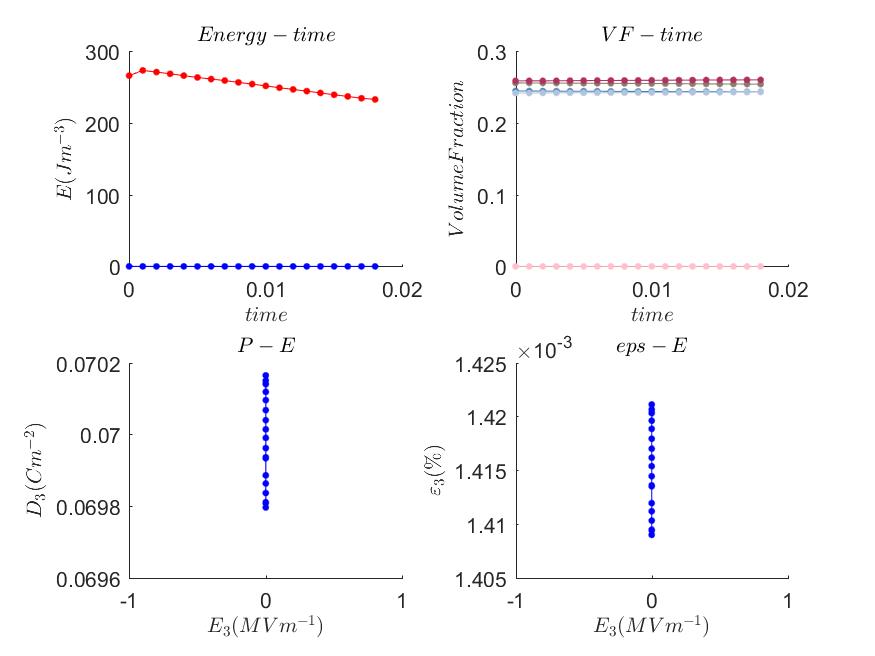 Energy − time
300
200
100
0
E(Jm⁻³)
0
0.01
0.02
time
VF − time
0.3
0.2
0.1
0
VolumeFraction
0
0.01
0.02
time
P − E
0.0702
0.07
0.0698
0.0696
D₃(Cm⁻²)
-1
0
1
E₃(MVm⁻¹)
×10⁻³
eps − E
1.425
1.42
1.415
1.41
1.405
ε₃(%)
-1
0
1
E₃(MVm⁻¹)